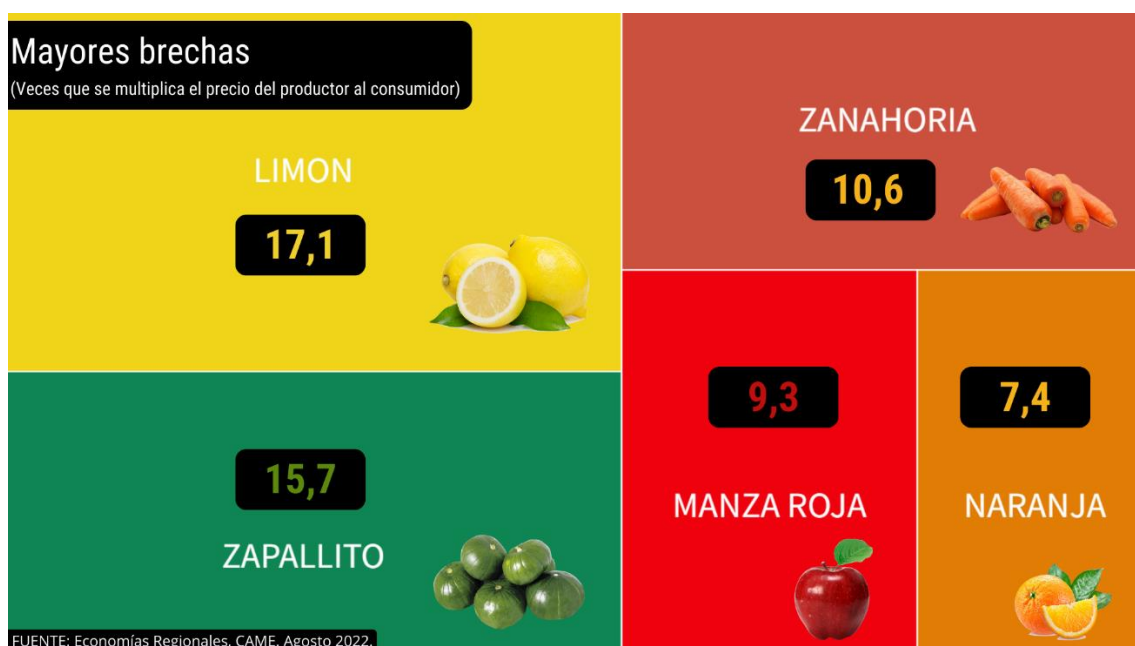 Mayores brechas
(Veces que se multiplica el precio del productor al consumidor)
LIMON
17,1
15,7
ZAPALLITO
ZANAHORIA
10,6
9,3
MANZA ROJA
7,4
NARANJA
FUENTE: Economías Regionales. CAME. Agosto 2022.